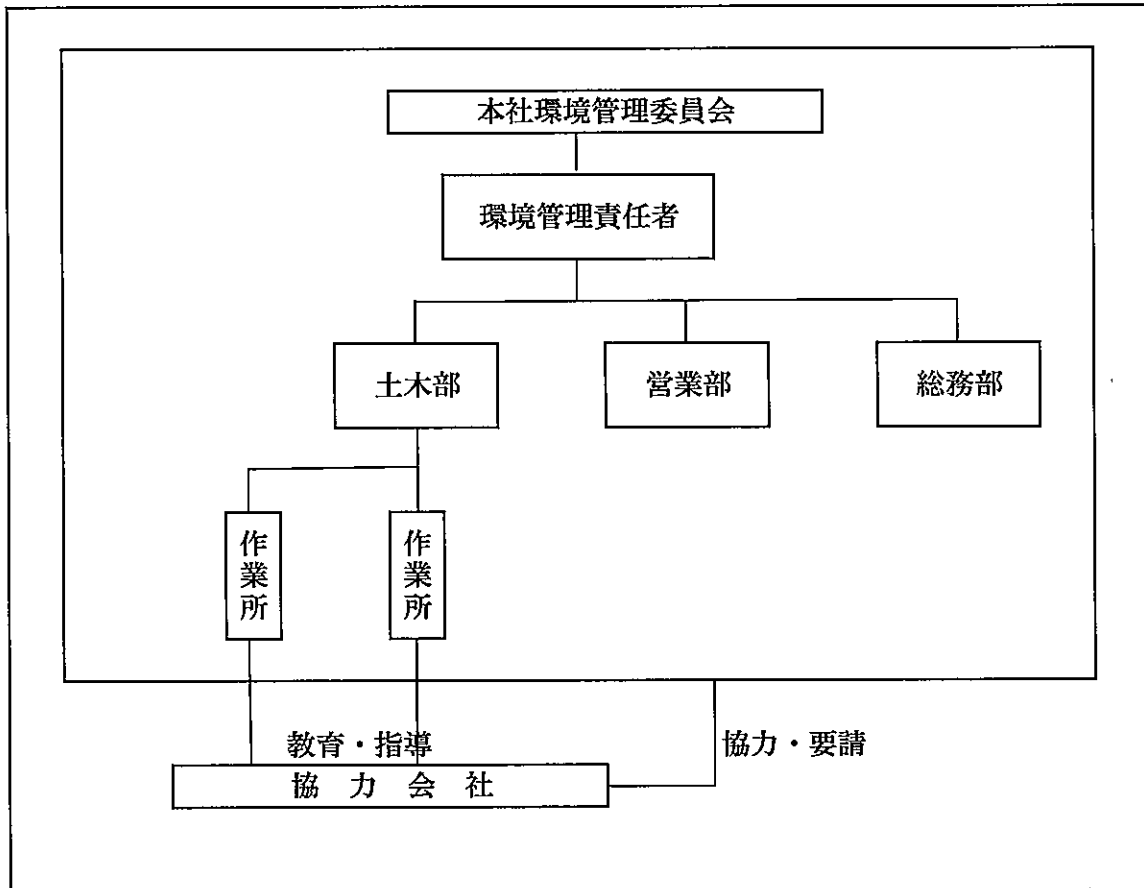 本社環境管理委員会
環境管理責任者
土木部
営業部
総務部
作業所
作業所
教育・指導
協力・要請
協力会社